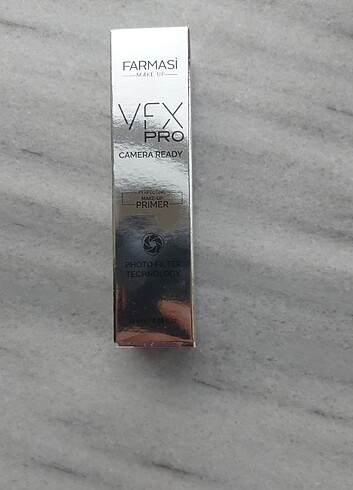 FARMASİ
MAKE UP
VFX
PRO
CAMERA READY
PERFECTING
MAKE-UP
PRIMER
PHOTO FILTER
TECHNOLOGY